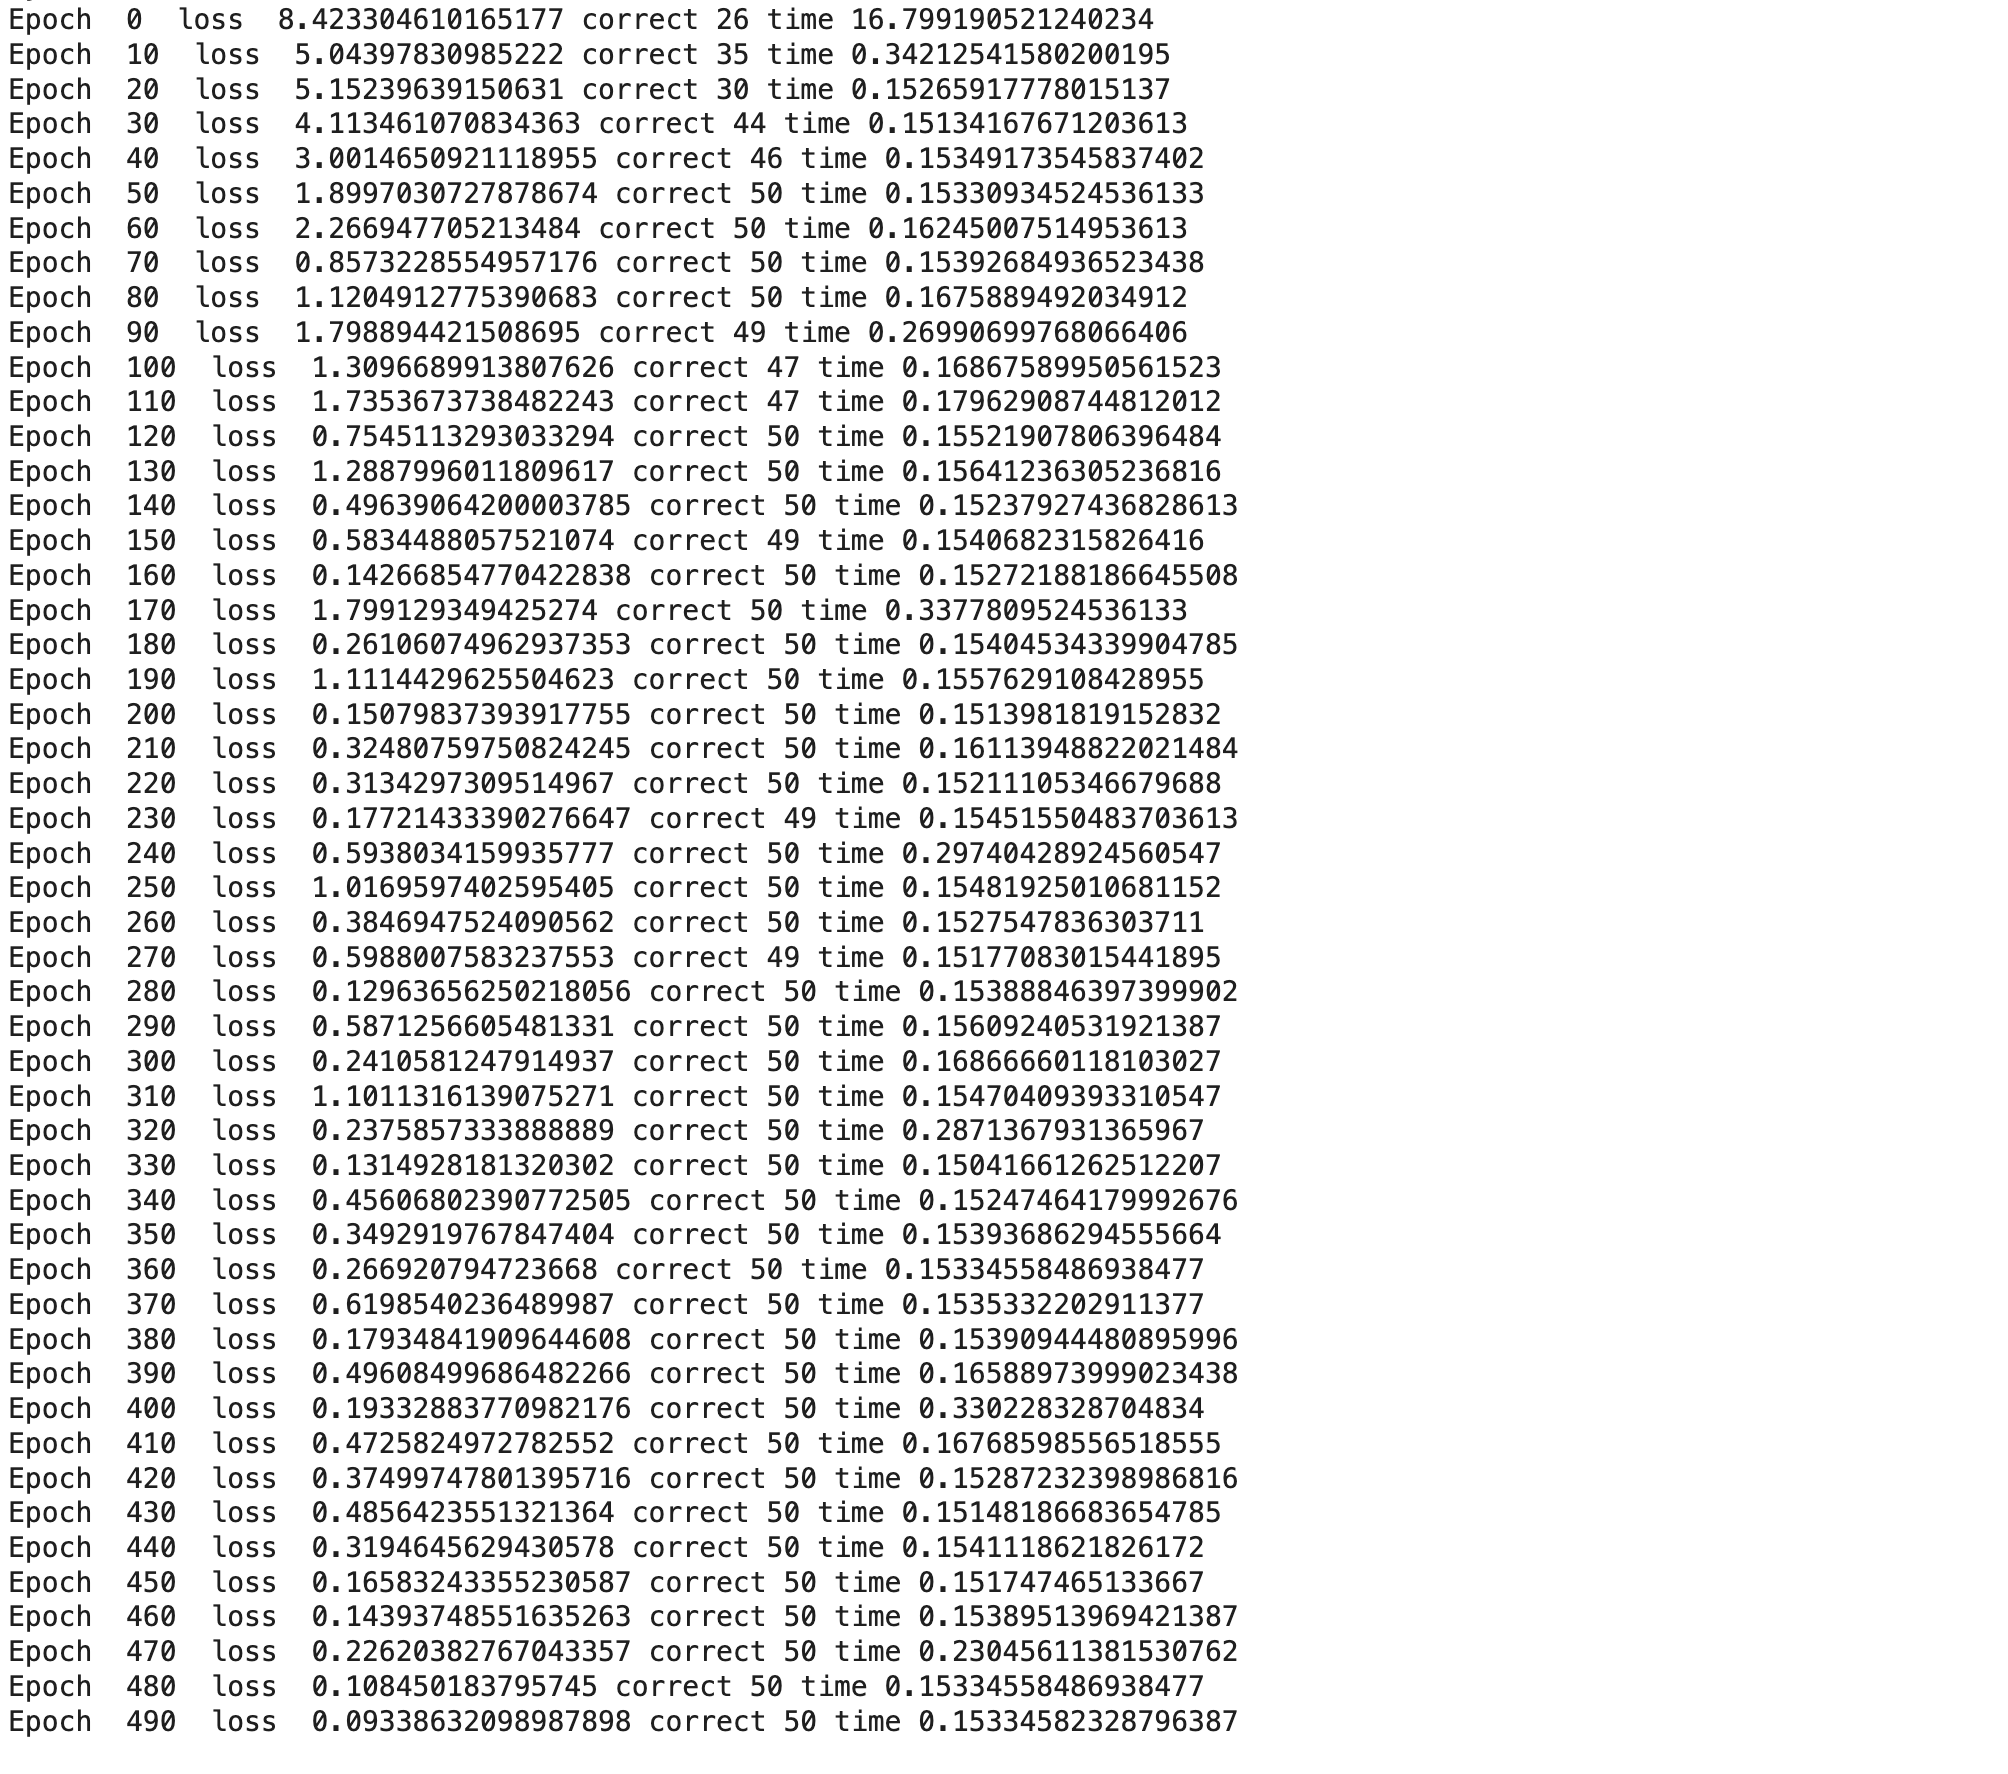 Epoch  0  loss  8.423304610165177 correct 26 time 16.799190521240234
Epoch  10  loss  5.04397830985222 correct 35 time 0.34212541580200195
Epoch  20  loss  5.15239639150631 correct 30 time 0.15265917778015137
Epoch  30  loss  4.113461070834363 correct 44 time 0.15134167671203613
Epoch  40  loss  3.0014650921118955 correct 46 time 0.15349173545837402
Epoch  50  loss  1.8997030727878674 correct 50 time 0.15330934524536133
Epoch  60  loss  2.266947705213484 correct 50 time 0.16245007514953613
Epoch  70  loss  0.8573228554957176 correct 50 time 0.15392684936523438
Epoch  80  loss  1.1204912775390683 correct 50 time 0.1675889492034912
Epoch  90  loss  1.798894421508695 correct 49 time 0.26990699768066406
Epoch  100  loss  1.3096689913807626 correct 47 time 0.16867589950561523
Epoch  110  loss  1.7353673738482243 correct 47 time 0.17962908744812012
Epoch  120  loss  0.7545113293033294 correct 50 time 0.15521907806396484
Epoch  130  loss  1.2887996011809617 correct 50 time 0.15641236305236816
Epoch  140  loss  0.49639064200003785 correct 50 time 0.15237927436828613
Epoch  150  loss  0.5834488057521074 correct 49 time 0.1540682315826416
Epoch  160  loss  0.14266854770422838 correct 50 time 0.15272188186645508
Epoch  170  loss  1.799129349425274 correct 50 time 0.3377809524536133
Epoch  180  loss  0.26106074962937353 correct 50 time 0.15404534339904785
Epoch  190  loss  1.1114429625504623 correct 50 time 0.1557629108428955
Epoch  200  loss  0.15079837393917755 correct 50 time 0.1513981819152832
Epoch  210  loss  0.32480759750824245 correct 50 time 0.16113948822021484
Epoch  220  loss  0.3134297309514967 correct 50 time 0.15211105346679688
Epoch  230  loss  0.17721433390276647 correct 49 time 0.15451550483703613
Epoch  240  loss  0.5938034159935777 correct 50 time 0.29740428924560547
Epoch  250  loss  1.0169597402595405 correct 50 time 0.15481925010681152
Epoch  260  loss  0.3846947524090562 correct 50 time 0.1527547836303711
Epoch  270  loss  0.5988007583237553 correct 49 time 0.15177083015441895
Epoch  280  loss  0.12963656250218056 correct 50 time 0.15388846397399902
Epoch  290  loss  0.5871256605481331 correct 50 time 0.15609240531921387
Epoch  300  loss  0.2410581247914937 correct 50 time 0.16866660118103027
Epoch  310  loss  1.1011316139075271 correct 50 time 0.15470409393310547
Epoch  320  loss  0.2375857333888889 correct 50 time 0.2871367931365967
Epoch  330  loss  0.1314928181320302 correct 50 time 0.15041661262512207
Epoch  340  loss  0.45606802390772505 correct 50 time 0.15247464179992676
Epoch  350  loss  0.3492919767847404 correct 50 time 0.15393686294555664
Epoch  360  loss  0.266920794723668 correct 50 time 0.15334558486938477
Epoch  370  loss  0.6198540236489987 correct 50 time 0.1535332202911377
Epoch  380  loss  0.17934841909644608 correct 50 time 0.15390944480895996
Epoch  390  loss  0.49608499686482266 correct 50 time 0.16588973999023438
Epoch  400  loss  0.19332883770982176 correct 50 time 0.330228328704834
Epoch  410  loss  0.4725824972782552 correct 50 time 0.16768598556518555
Epoch  420  loss  0.37499747801395716 correct 50 time 0.15287232398986816
Epoch  430  loss  0.4856423551321364 correct 50 time 0.15148186683654785
Epoch  440  loss  0.3194645629430578 correct 50 time 0.1541118621826172
Epoch  450  loss  0.16583243355230587 correct 50 time 0.151747465133667
Epoch  460  loss  0.14393748551635263 correct 50 time 0.15389513969421387
Epoch  470  loss  0.22620382767043357 correct 50 time 0.23045611381530762
Epoch  480  loss  0.108450183795745 correct 50 time 0.15334558486938477
Epoch  490  loss  0.09338632098987898 correct 50 time 0.15334582328796387